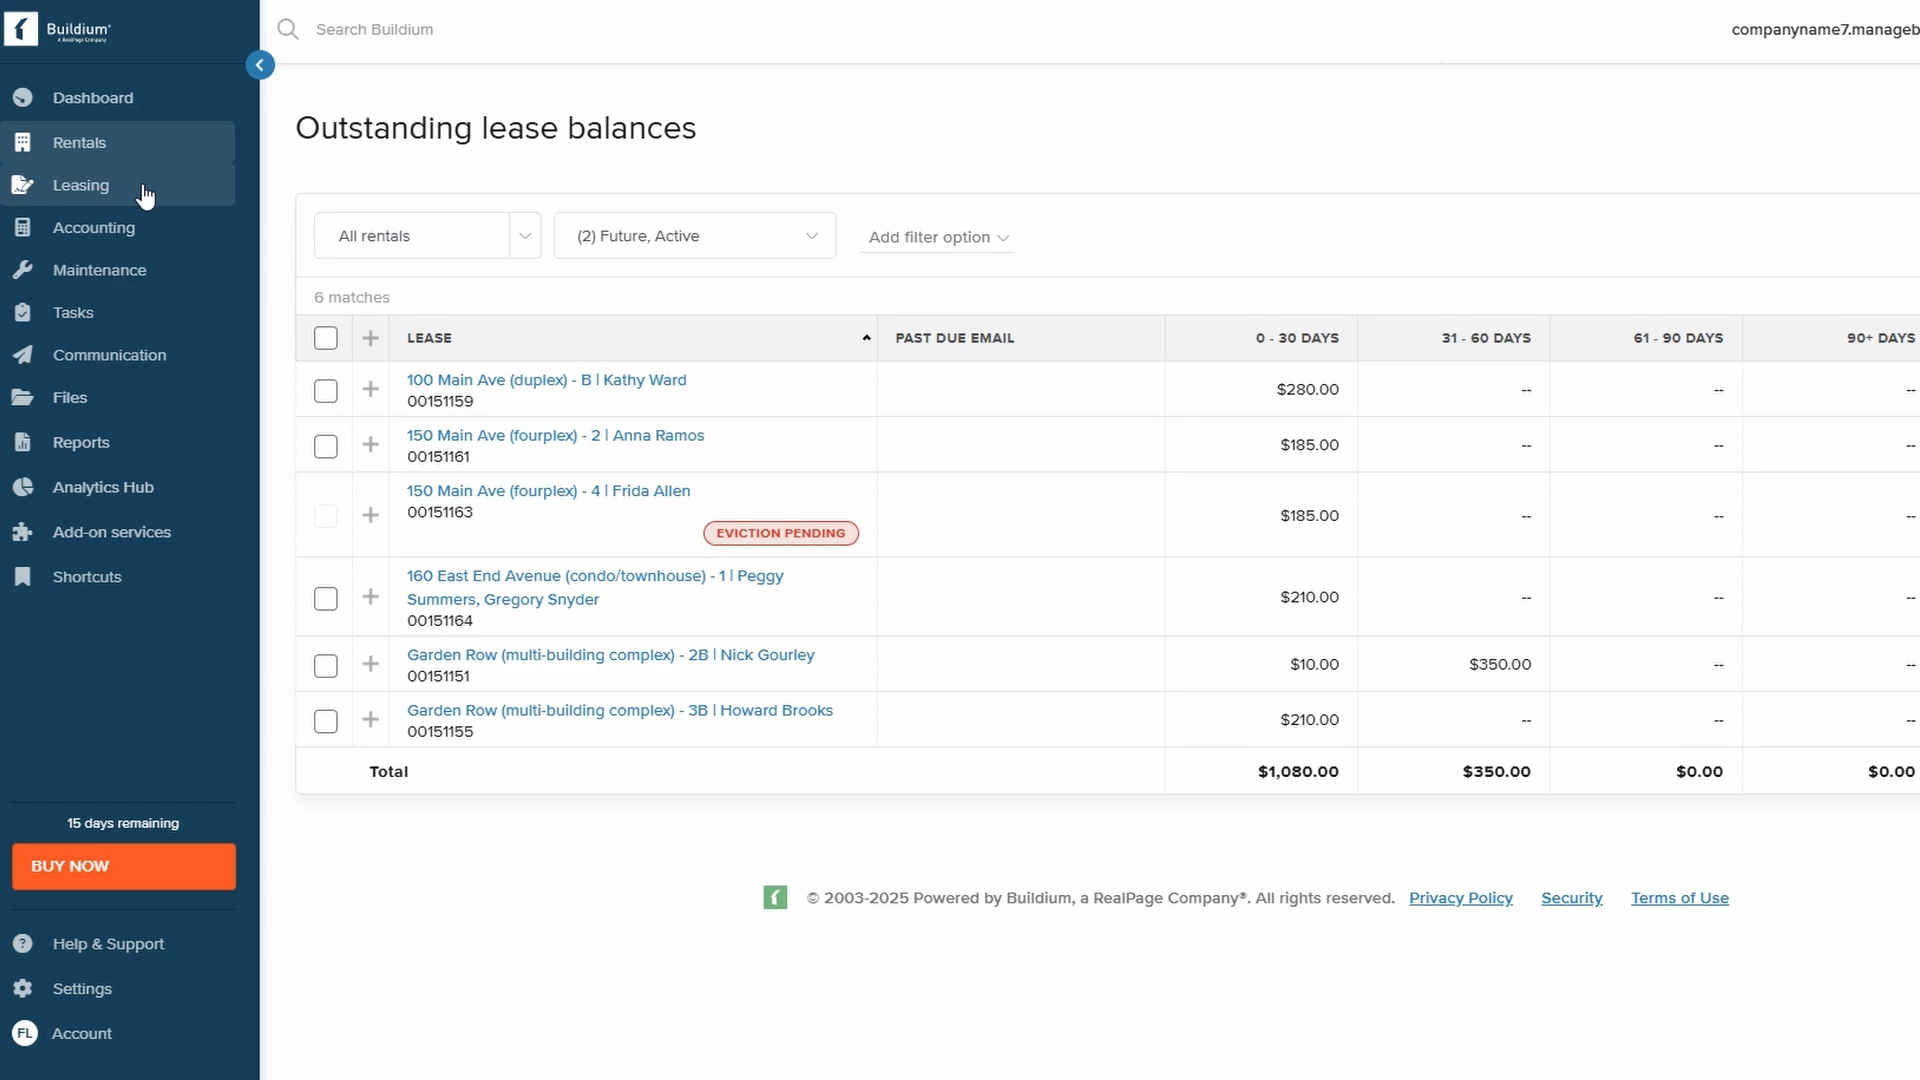 Buildium®
A RealPage Company
Search Buildium
companyname7.manageb
Dashboard
Rentals
Leasing
Accounting
Maintenance
Tasks
Communication
Files
Reports
Analytics Hub
Add-on services
Shortcuts
15 days remaining
BUY NOW
Help & Support
Settings
FL Account
Outstanding lease balances
All rentals (2) Future, Active Add filter option
6 matches
LEASE PAST DUE EMAIL 0 - 30 DAYS 31 - 60 DAYS 61 - 90 DAYS 90+ DAYS
100 Main Ave (duplex) - B | Kathy Ward
00151159
$280.00 -- -- --
150 Main Ave (fourplex) - 2 | Anna Ramos
00151161
$185.00 -- -- --
150 Main Ave (fourplex) - 4 | Frida Allen
00151163
EVICTION PENDING
$185.00 -- -- --
160 East End Avenue (condo/townhouse) - 1 | Peggy
Summers, Gregory Snyder
00151164
$210.00 -- -- --
Garden Row (multi-building complex) - 2B | Nick Gourley
00151151
$10.00 $350.00 -- --
Garden Row (multi-building complex) - 3B | Howard Brooks
00151155
$210.00 -- -- --
Total $1,080.00 $350.00 $0.00 $0.00
© 2003-2025 Powered by Buildium, a RealPage Company®. All rights reserved. Privacy Policy Security Terms of Use